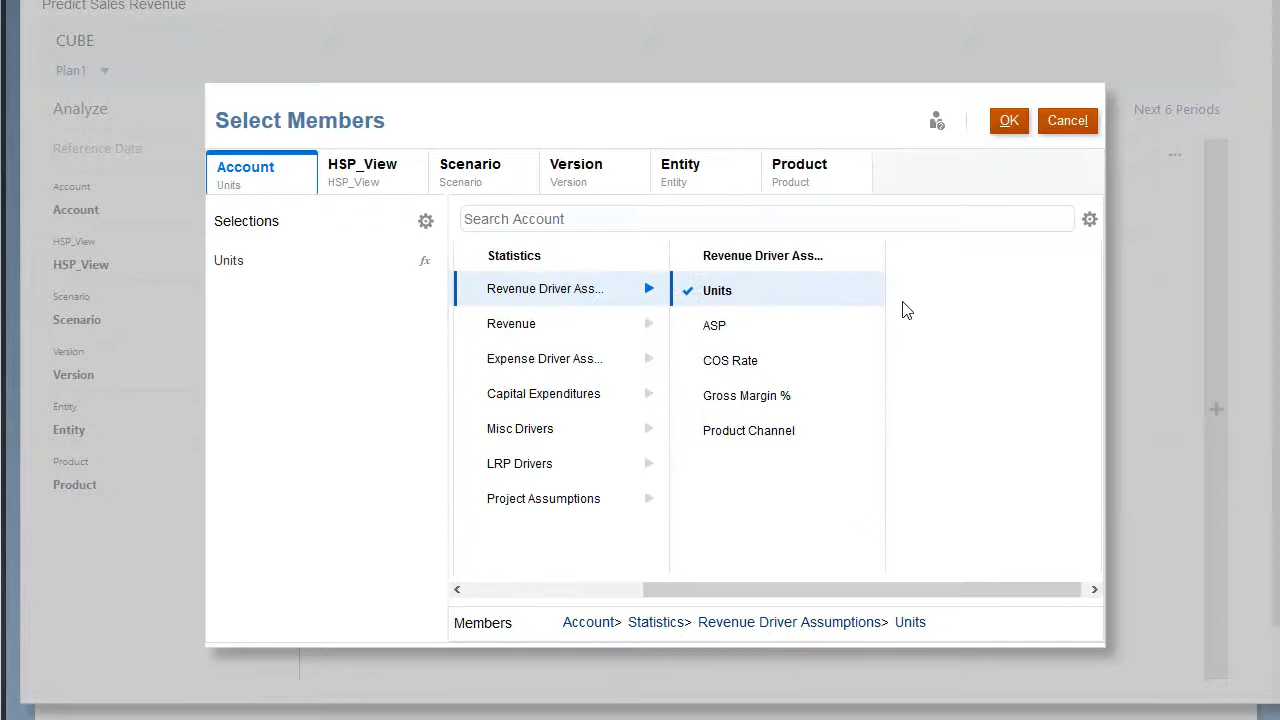 Predict Sales Revenue
CUBE
Plan1
Analyze
Next 6 Periods
Reference Data
Account
Account
HSP_View
HSP_View
Scenario
Scenario
Version
Version
Entity
Entity
Product
Product
Select Members
OK
Cancel
Account
Units
HSP_View
HSP_View
Scenario
Scenario
Version
Version
Entity
Entity
Product
Product
Selections
Units
fx
Search Account
Statistics
Revenue Driver Ass...
Revenue
Expense Driver Ass...
Capital Expenditures
Misc Drivers
LRP Drivers
Project Assumptions
Revenue Driver Ass...
Units
ASP
COS Rate
Gross Margin %
Product Channel
Members Account> Statistics> Revenue Driver Assumptions> Units